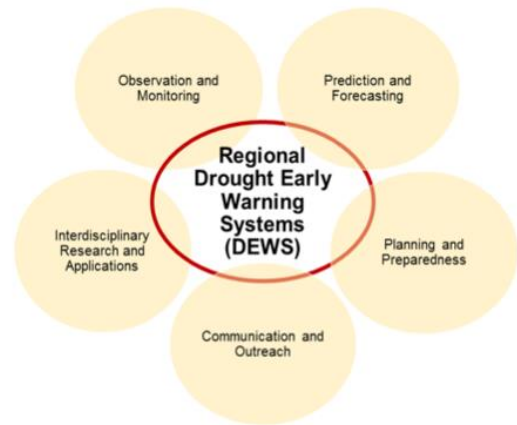 Observation and
Monitoring
Prediction and
Forecasting
Regional
Drought Early
Warning
Systems
(DEWS)
Interdisciplinary
Research and
Applications
Planning and
Preparedness
Communication and
Outreach